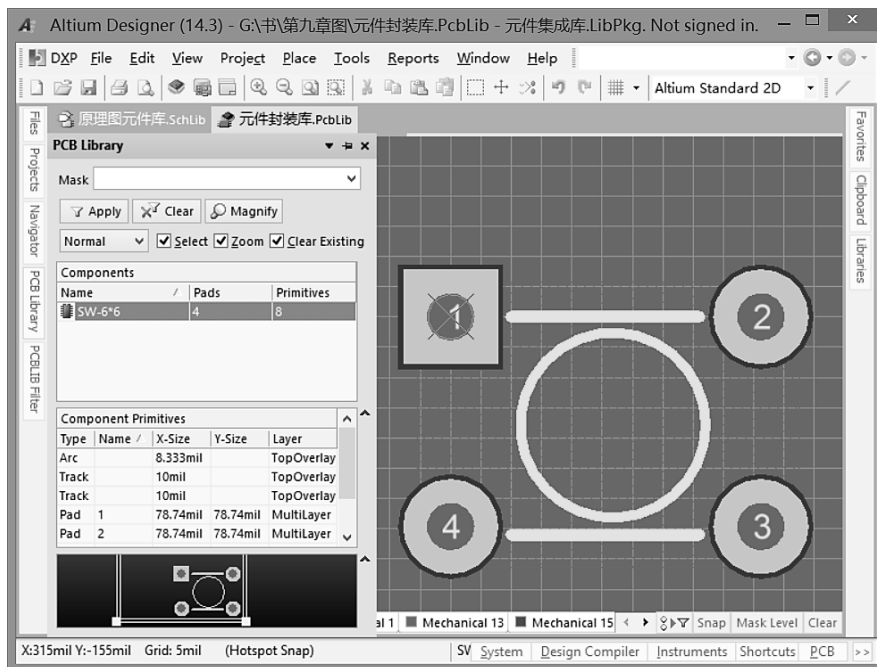 Altium Designer (14.3) - G:\书\第九章图\元件封装库.PcbLib - 元件集成库.LibPkg. Not signed in.
DXP File Edit View Project Place Tools Reports Window Help
Altium Standard 2D
Files
Projects
Navigator
PCB Library
PCBLIB Filter
原理图元件库.SchLib 元件封装库.PcbLib
PCB Library
Mask
Apply Clear Magnify
Normal Select Zoom Clear Existing
Components
Name Pads Primitives
SW-6*6 4 8
Component Primitives
Type Name X-Size Y-Size Layer
Arc 8.333mil TopOverlay
Track 10mil TopOverlay
Track 10mil TopOverlay
Pad 1 78.74mil 78.74mil MultiLayer
Pad 2 78.74mil 78.74mil MultiLayer
1 2
4 3
Favorites
Clipboard
Libraries
al 1 Mechanical 13 Mechanical 15 Snap Mask Level Clear
X:315mil Y:-155mil Grid: 5mil (Hotspot Snap) SV System Design Compiler Instruments Shortcuts PCB >>